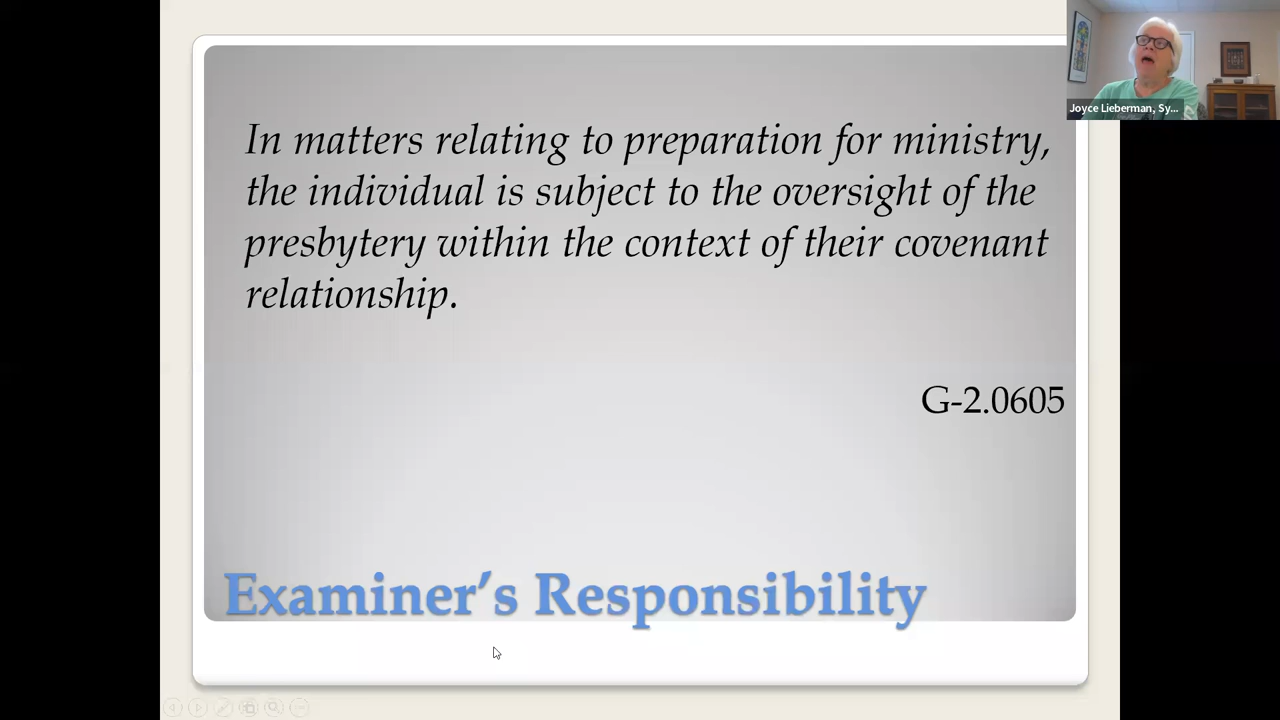 Joyce Lieberman, Sy...
In matters relating to preparation for ministry,
the individual is subject to the oversight of the
presbytery within the context of their covenant
relationship.
G-2.0605
Examiner’s Responsibility